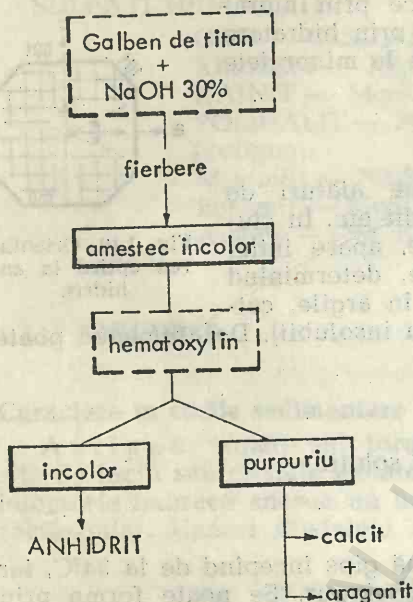 Galben de titan
+
NaOH 30%
fierbere
amestec incolor
hematoxylin
incolor
purpuriu
ANHIDRIT
calcit
+
aragonit